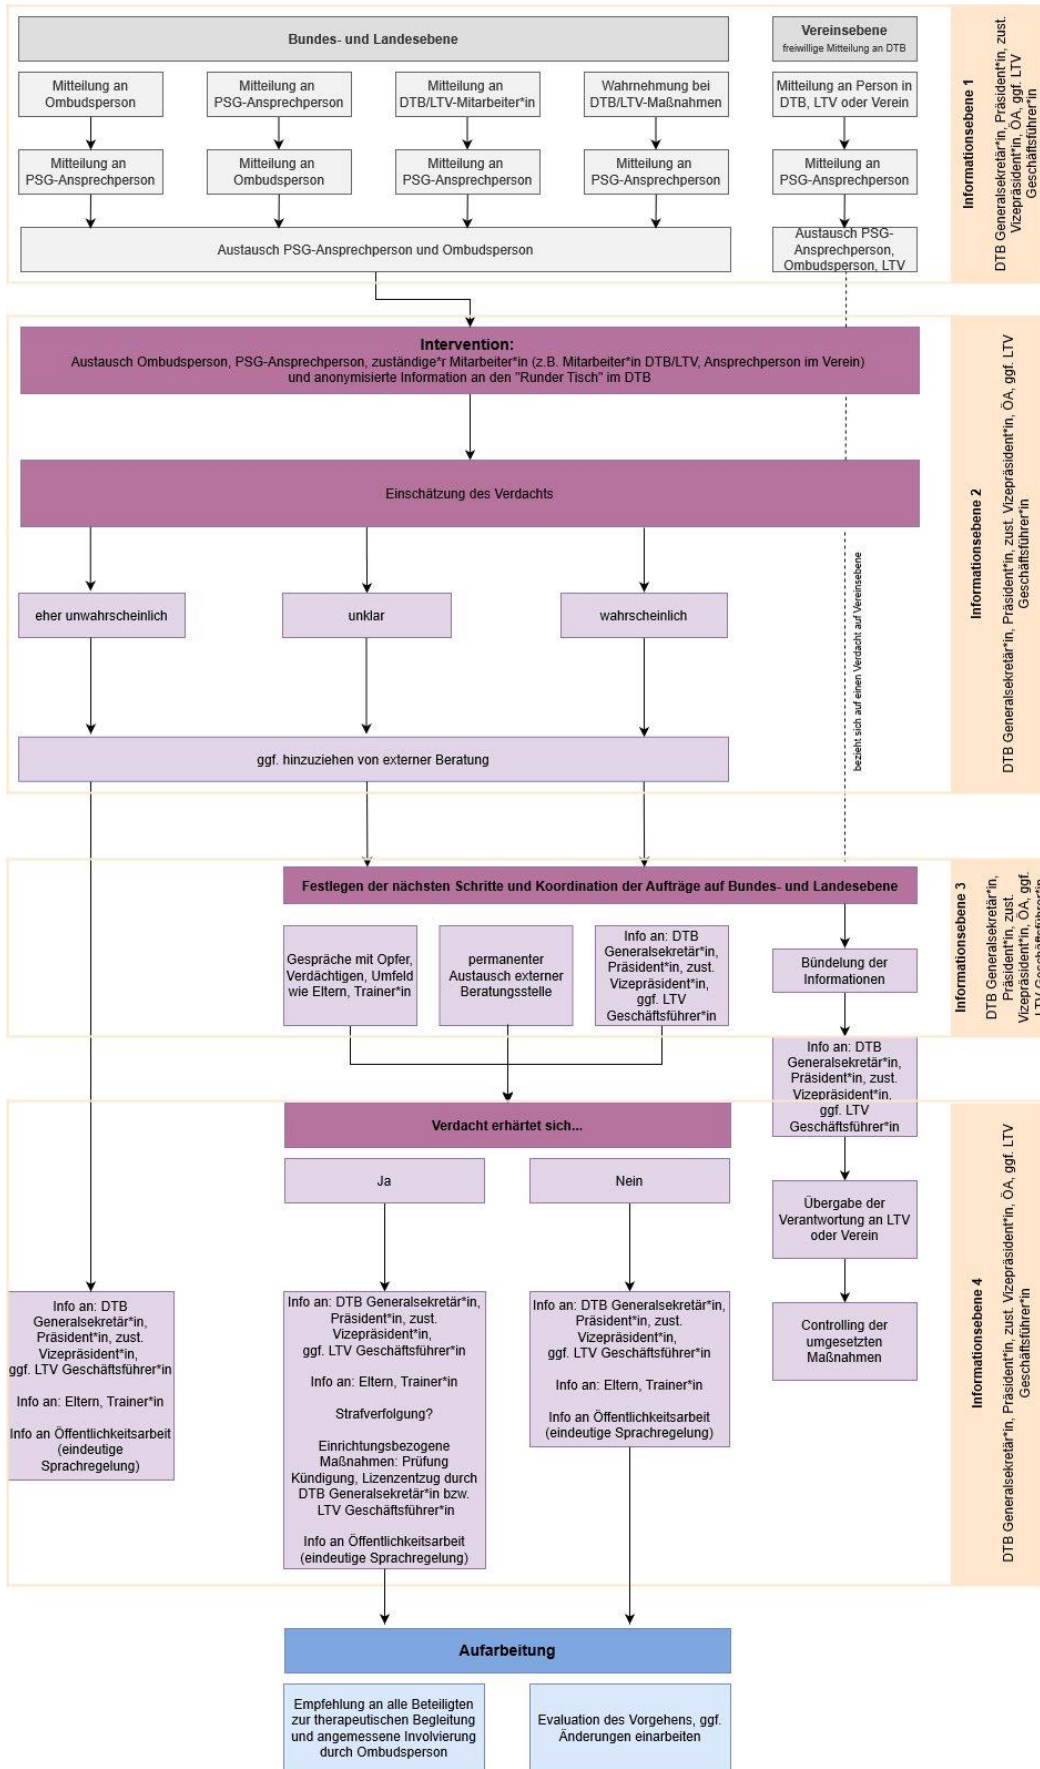 Bundes- und Landesebene
Vereinsebene
freiwillige Mitteilung an DTB
Mitteilung an
Ombudsperson
Mitteilung an
PSG-Ansprechperson
Mitteilung an
DTB/LTV-Mitarbeiter*in
Wahrnehmung bei
DTB/LTV-Maßnahmen
Mitteilung an Person in
DTB, LTV oder Verein
Mitteilung an
PSG-Ansprechperson
Mitteilung an
Ombudsperson
Mitteilung an
PSG-Ansprechperson
Mitteilung an
PSG-Ansprechperson
Mitteilung an
PSG-Ansprechperson
Austausch PSG-Ansprechperson und Ombudsperson
Austausch PSG-
Ansprechperson,
Ombudsperson, LTV
Informationsebene 1
DTB Generalsekretär*in, Präsident*in, zust.
Vizepräsident*in, ÖA, ggf. LTV
Geschäftsführer*in
Intervention:
Austausch Ombudsperson, PSG-Ansprechperson, zuständige*r Mitarbeiter*in (z.B. Mitarbeiter*in DTB/LTV, Ansprechperson im Verein)
und anonymisierte Information an den "Runder Tisch" im DTB
Einschätzung des Verdachts
eher unwahrscheinlich
unklar
wahrscheinlich
ggf. hinzuziehen von externer Beratung
bezieht sich auf einen Verdacht auf Vereinsebene
Informationsebene 2
DTB Generalsekretär*in, Präsident*in, zust. Vizepräsident*in, ÖA, ggf. LTV
Geschäftsführer*in
Festlegen der nächsten Schritte und Koordination der Aufträge auf Bundes- und Landesebene
Gespräche mit Opfer,
Verdächtigen, Umfeld
wie Eltern, Trainer*in
permanenter
Austausch externer
Beratungsstelle
Info an: DTB
Generalsekretär*in,
Präsident*in, zust.
Vizepräsident*in,
ggf. LTV
Geschäftsführer*in
Bündelung der
Informationen
Informationsebene 3
DTB Generalsekretär*in,
Präsident*in, zust.
Vizepräsident*in, ÖA, ggf.
LTV Geschäftsführer*in
Info an: DTB
Generalsekretär*in,
Präsident*in, zust.
Vizepräsident*in,
ggf. LTV
Geschäftsführer*in
Verdacht erhärtet sich...
Ja
Nein
Übergabe der
Verantwortung an LTV
oder Verein
Controlling der
umgesetzten
Maßnahmen
Info an: DTB
Generalsekretär*in,
Präsident*in, zust.
Vizepräsident*in,
ggf. LTV Geschäftsführer*in
Info an: Eltern, Trainer*in
Info an Öffentlichkeitsarbeit
(eindeutige
Sprachregelung)
Info an: DTB Generalsekretär*in,
Präsident*in, zust.
Vizepräsident*in,
ggf. LTV Geschäftsführer*in
Info an: Eltern, Trainer*in
Strafverfolgung?
Einrichtungsbezogene
Maßnahmen: Prüfung
Kündigung, Lizenzentzug durch
DTB Generalsekretär*in bzw.
LTV Geschäftsführer*in
Info an Öffentlichkeitsarbeit
(eindeutige Sprachregelung)
Info an: DTB Generalsekretär*in,
Präsident*in, zust.
Vizepräsident*in,
ggf. LTV Geschäftsführer*in
Info an: Eltern, Trainer*in
Info an Öffentlichkeitsarbeit
(eindeutige Sprachregelung)
Informationsebene 4
DTB Generalsekretär*in, Präsident*in, zust. Vizepräsident*in, ÖA, ggf. LTV
Geschäftsführer*in
Aufarbeitung
Empfehlung an alle Beteiligten
zur therapeutischen Begleitung
und angemessene Involvierung
durch Ombudsperson
Evaluation des Vorgehens, ggf.
Änderungen einarbeiten